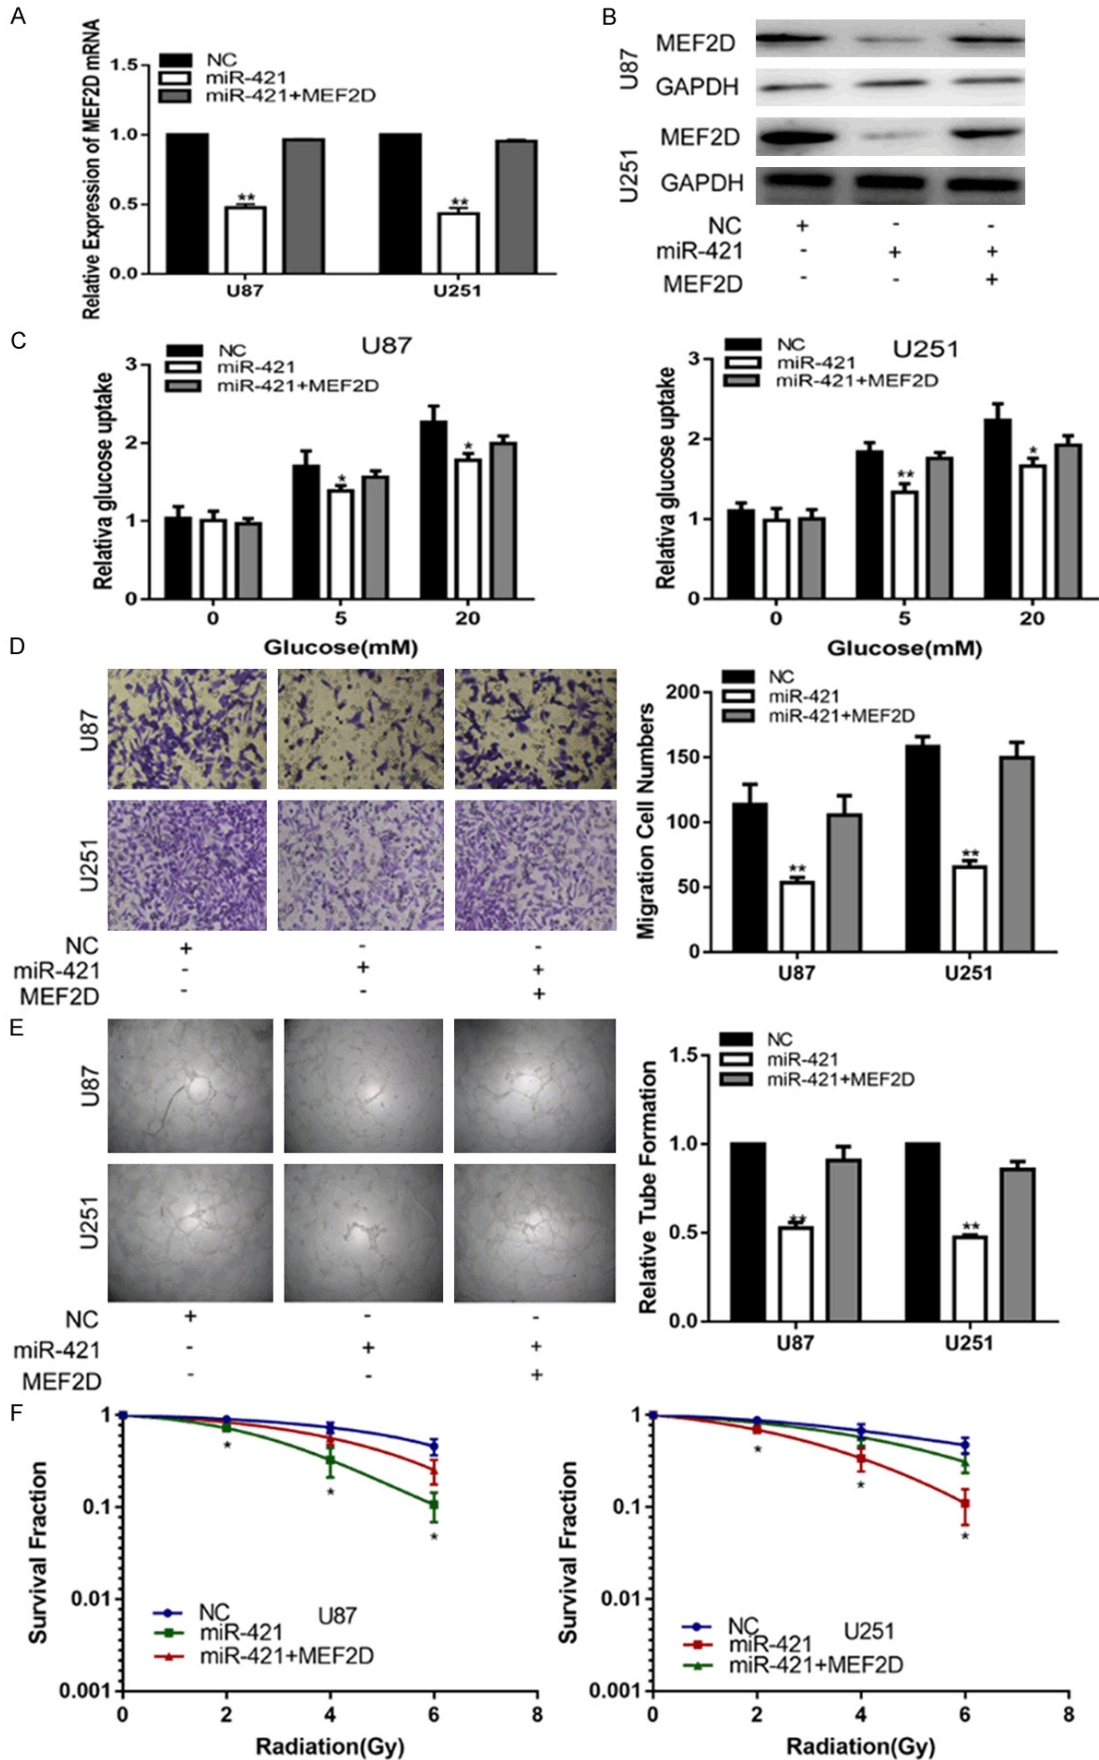 A
Relative Expression of MEF2D mRNA
NC
miR-421
miR-421+MEF2D
1.5
1.0
0.5
0.0
**
**
U87
U251
B
U87
MEF2D
GAPDH
U251
MEF2D
GAPDH
NC + - -
miR-421 - + +
MEF2D - - +
C
U87
NC
miR-421
miR-421+MEF2D
Relativa glucose uptake
3
2
1
0
*
*
0 5 20
Glucose(mM)
U251
NC
miR-421
miR-421+MEF2D
Relativa glucose uptake
3
2
1
0
**
*
0 5 20
Glucose(mM)
D
U87
U251
NC + - -
miR-421 - + +
MEF2D - - +
NC
miR-421
miR-421+MEF2D
Migration Cell Numbers
200
150
100
50
0
**
**
U87 U251
E
U87
U251
NC + - -
miR-421 - + +
MEF2D - - +
NC
miR-421
miR-421+MEF2D
Relative Tube Formation
1.5
1.0
0.5
0.0
**
**
U87 U251
F
Survival Fraction
1
0.1
0.01
0.001
*
*
*
NC
miR-421
miR-421+MEF2D
U87
0 2 4 6 8
Radiation(Gy)
Survival Fraction
1
0.1
0.01
0.001
*
*
*
NC
miR-421
miR-421+MEF2D
U251
0 2 4 6 8
Radiation(Gy)